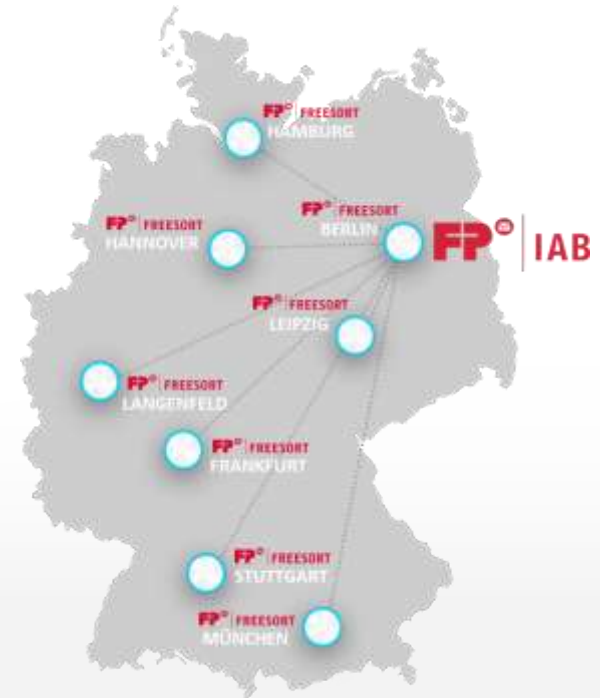 FP FREESORT
HAMBURG
FP FREESORT
BERLIN
FP IAB
FP FREESORT
HANNOVER
FP FREESORT
LEIPZIG
FP FREESORT
LANGENFELD
FP FREESORT
FRANKFURT
FP FREESORT
STUTTGART
FP FREESORT
MÜNCHEN